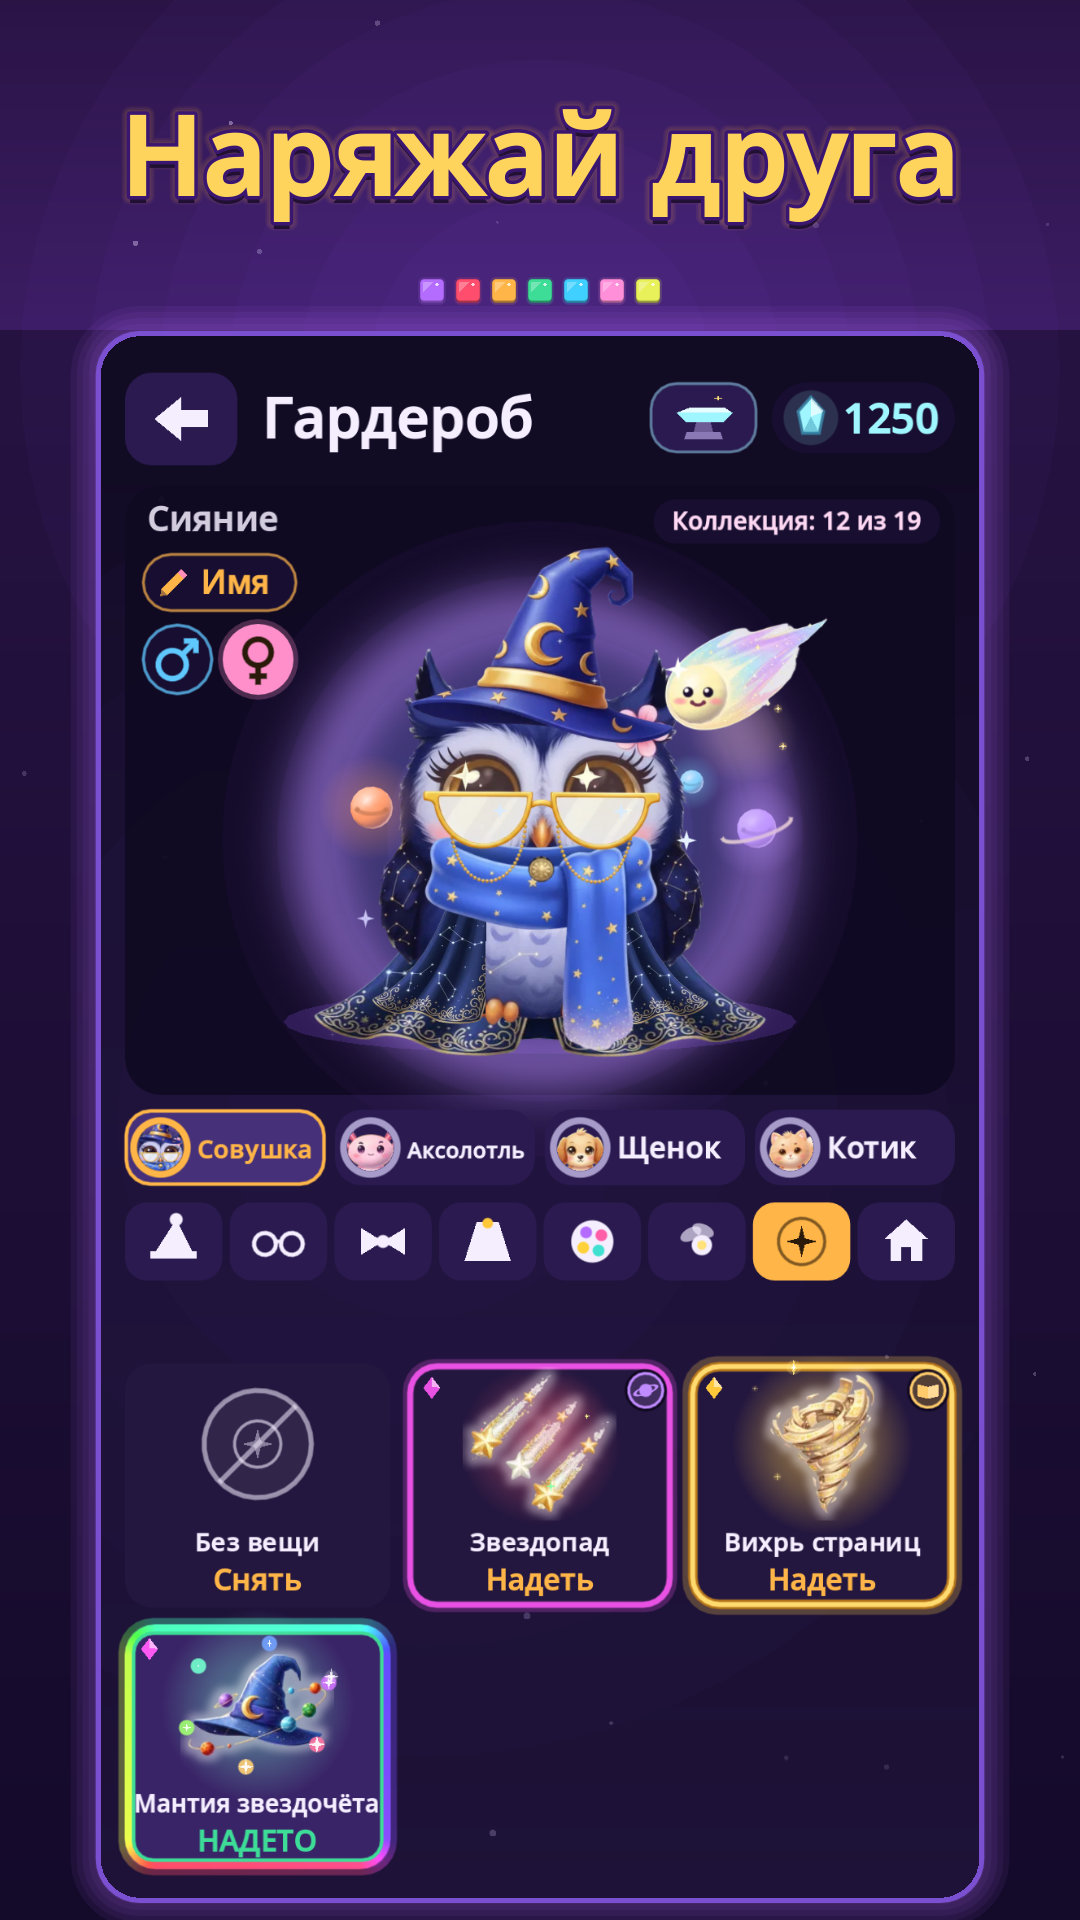 Наряжай друга
Гардероб
1250
Сияние
Коллекция: 12 из 19
Имя
Совушка
Аксолотль
Щенок
Котик
Без вещи
Снять
Звездопад
Надеть
Вихрь страниц
Надеть
Мантия звездочёта
НАДЕТО